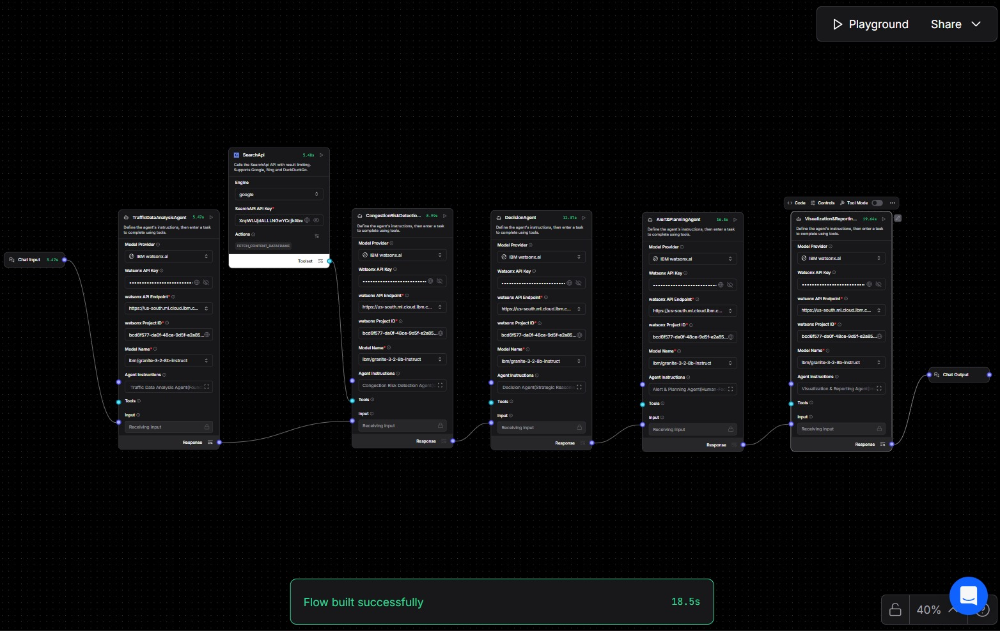 Playground
Share
SearchApi
5.48s
Calls the SearchApi API with result limiting.
Supports Google, Bing and DuckDuckGo.
Engine
google
SearchAPI API Key*
Actions
FETCH_CONTENT_DATAFRAME
Toolset
Chat Input
3.47s
TrafficDataAnalysisAgent
5.47s
Define the agent's instructions, then enter a task
to complete using tools.
Model Provider
IBM watsonx.ai
Watsonx API Key
watsonx API Endpoint*
https://us-south.ml.cloud.ibm.c...
watsonx Project ID*
bcd6f577-da0f-48ce-9d5f-e2a85...
Model Name*
ibm/granite-3-2-8b-instruct
Agent Instructions
Traffic Data Analysis Agent(Found
Tools
Input
Receiving input
Response
CongestionRiskDetectio...
8.99s
Define the agent's instructions, then enter a task
to complete using tools.
Model Provider
IBM watsonx.ai
Watsonx API Key
watsonx API Endpoint*
https://us-south.ml.cloud.ibm.c...
watsonx Project ID*
bcd6f577-da0f-48ce-9d5f-e2a85...
Model Name*
ibm/granite-3-2-8b-instruct
Agent Instructions
Congestion Risk Detection Agent(
Tools
Input
Receiving input
Response
DecisionAgent
12.37s
Define the agent's instructions, then enter a task
to complete using tools.
Model Provider
IBM watsonx.ai
Watsonx API Key
watsonx API Endpoint*
https://us-south.ml.cloud.ibm.c...
watsonx Project ID*
bcd6f577-da0f-48ce-9d5f-e2a85...
Model Name*
ibm/granite-3-2-8b-instruct
Agent Instructions
Decision Agent(Strategic Reasoni
Tools
Input
Receiving input
Response
Alert&PlanningAgent
16.3s
Define the agent's instructions, then enter a task
to complete using tools.
Model Provider
IBM watsonx.ai
Watsonx API Key
watsonx API Endpoint*
https://us-south.ml.cloud.ibm.c...
watsonx Project ID*
bcd6f577-da0f-48ce-9d5f-e2a85...
Model Name*
ibm/granite-3-2-8b-instruct
Agent Instructions
Alert & Planning Agent(Human-Fac
Tools
Input
Receiving input
Response
Code
Controls
Tool Mode
Visualization&Reportin...
19.64s
Define the agent's instructions, then enter a task
to complete using tools.
Model Provider
IBM watsonx.ai
Watsonx API Key
watsonx API Endpoint*
https://us-south.ml.cloud.ibm.c...
watsonx Project ID*
bcd6f577-da0f-48ce-9d5f-e2a85...
Model Name*
ibm/granite-3-2-8b-instruct
Agent Instructions
Visualization & Reporting Agent(
Tools
Input
Receiving input
Response
Chat Output
Flow built successfully
18.5s
40%